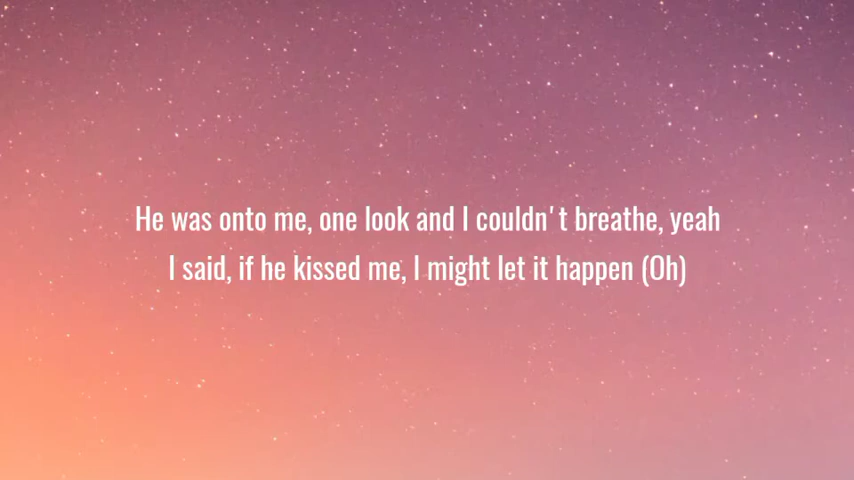 He was onto me, one look and I couldn't breathe, yeah
I said, if he kissed me, I might let it happen (Oh)